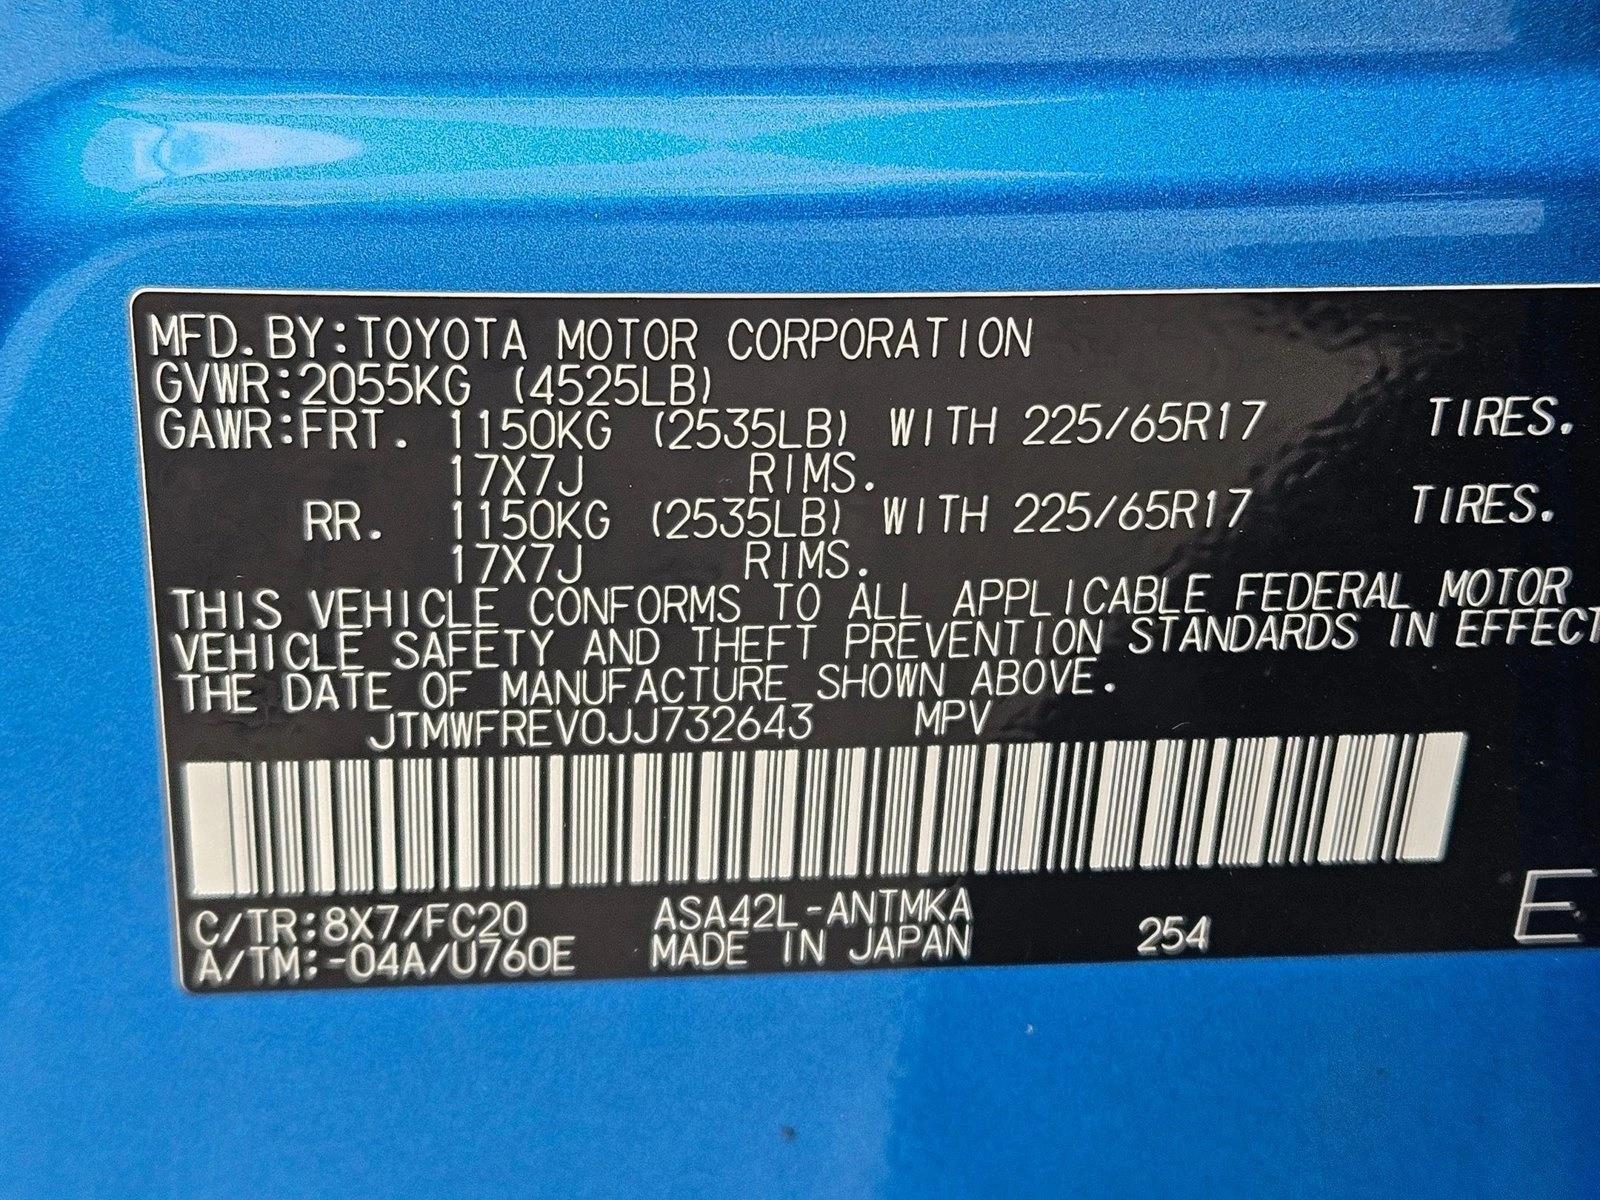 MFD. BY:TOYOTA MOTOR CORPORATION
GVWR:2055KG (4525LB)
GAWR:FRT. 1150KG (2535LB) WITH 225/65R17 TIRES.
17X7J RIMS.
RR. 1150KG (2535LB) WITH 225/65R17 TIRES.
17X7J RIMS.
THIS VEHICLE CONFORMS TO ALL APPLICABLE FEDERAL MOTOR
VEHICLE SAFETY AND THEFT PREVENTION STANDARDS IN EFFECT
THE DATE OF MANUFACTURE SHOWN ABOVE.
JTMWFREV0JJ732643 MPV
C/TR:8X7/FC20 ASA42L-ANTMKA
A/TM:-04A/U760E MADE IN JAPAN 254
E